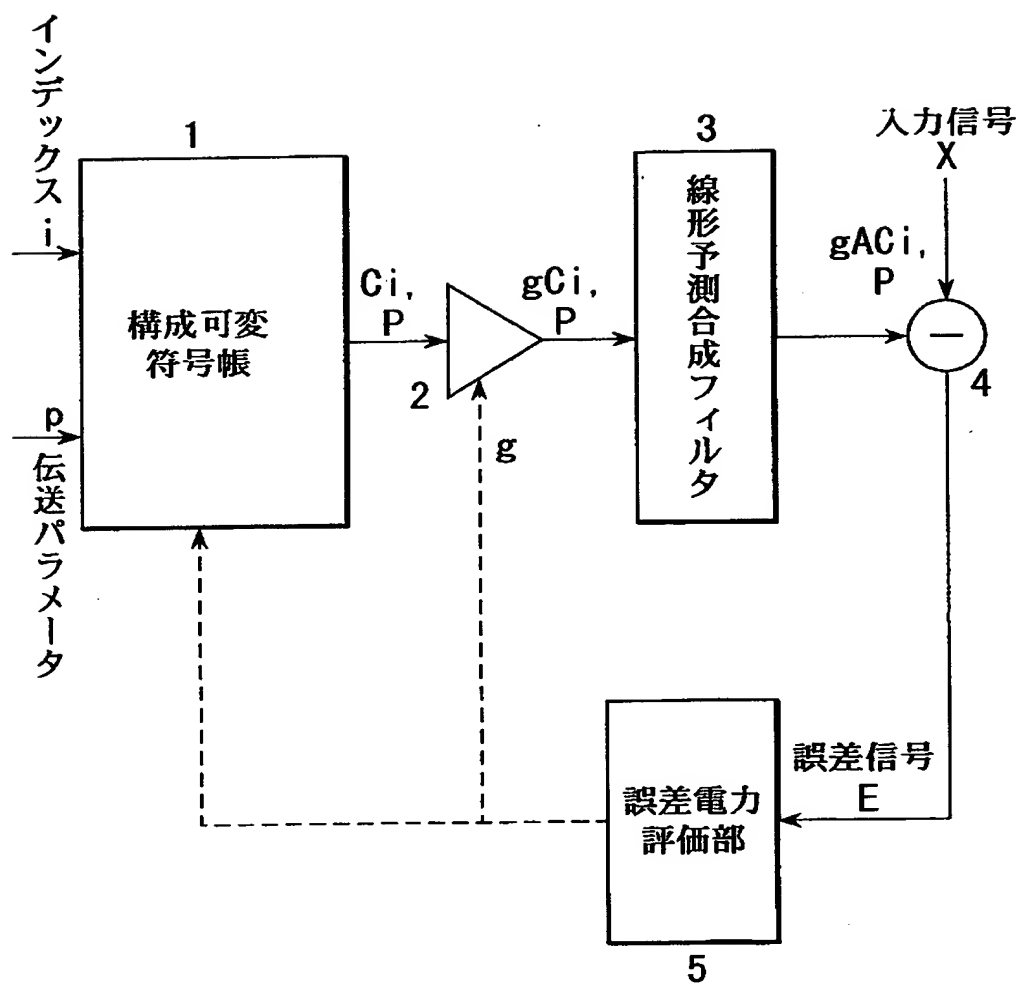 インデックス
i
1
構成可変
符号帳
p
伝送パラメータ
Ci,
P
2
g
gCi,
P
3
線形予測合成フィルタ
入力信号
X
gACi,
P
4
誤差信号
E
誤差電力
評価部
5